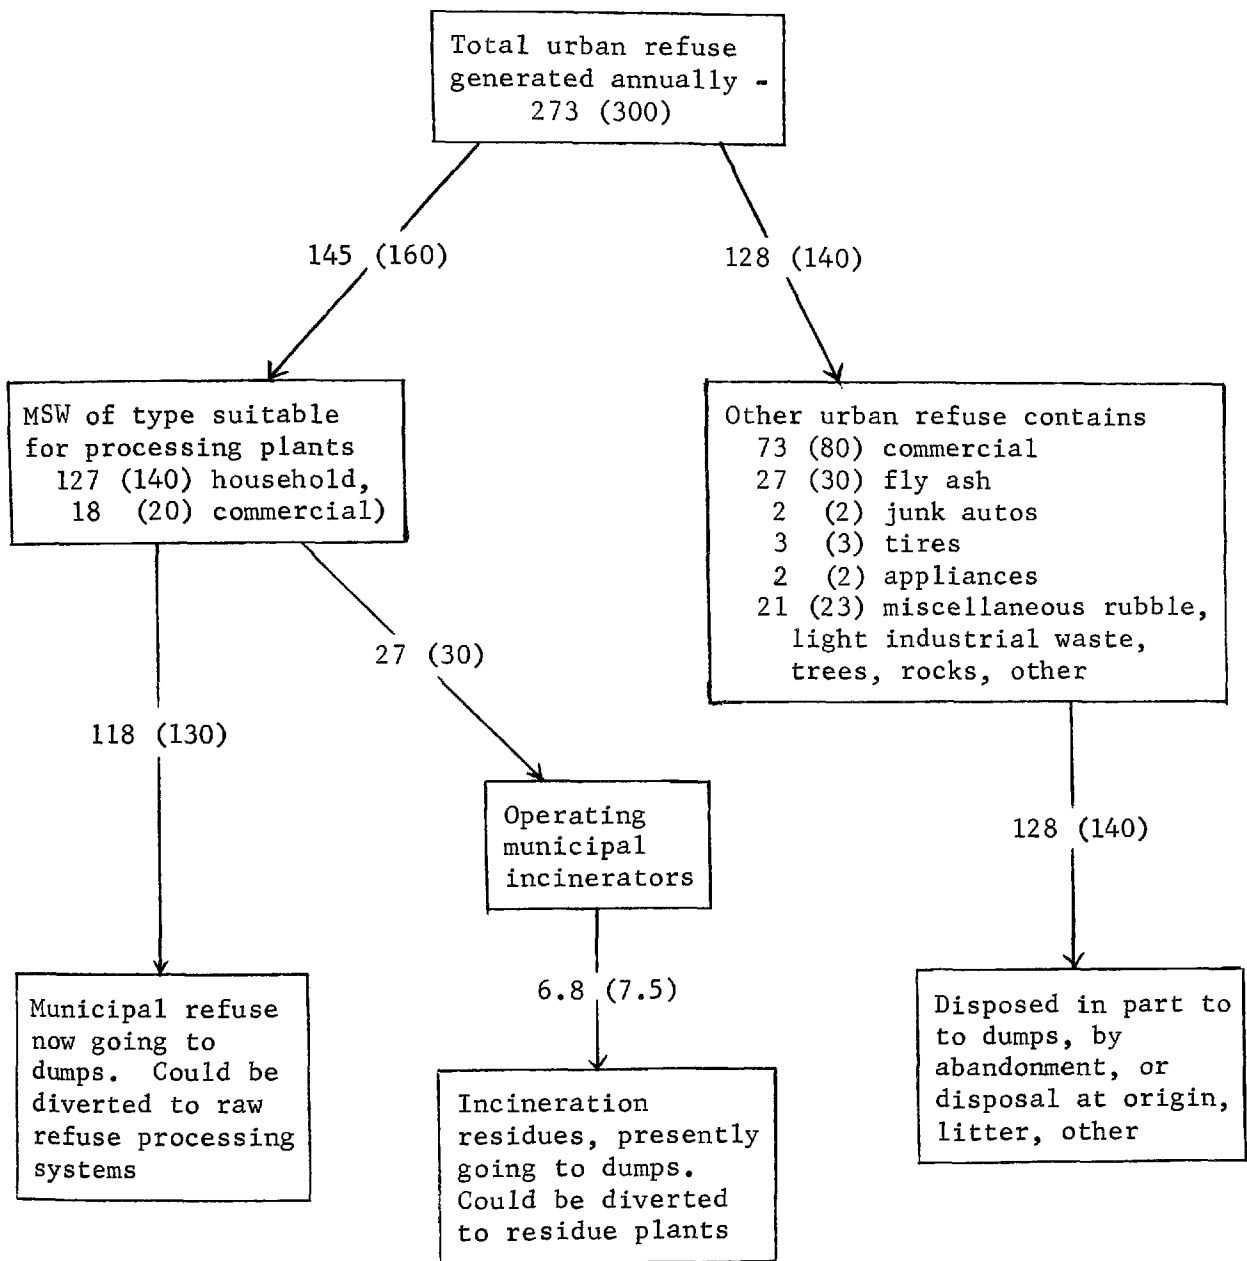 Total urban refuse
generated annually -
273 (300)
145 (160)
128 (140)
MSW of type suitable
for processing plants
127 (140) household,
18 (20) commercial)
Other urban refuse contains
73 (80) commercial
27 (30) fly ash
2 (2) junk autos
3 (3) tires
2 (2) appliances
21 (23) miscellaneous rubble,
light industrial waste,
trees, rocks, other
27 (30)
118 (130)
Operating
municipal
incinerators
128 (140)
6.8 (7.5)
Municipal refuse
now going to
dumps. Could be
diverted to raw
refuse processing
systems
Incineration
residues, presently
going to dumps.
Could be diverted
to residue plants
Disposed in part to
to dumps, by
abandonment, or
disposal at origin,
litter, other